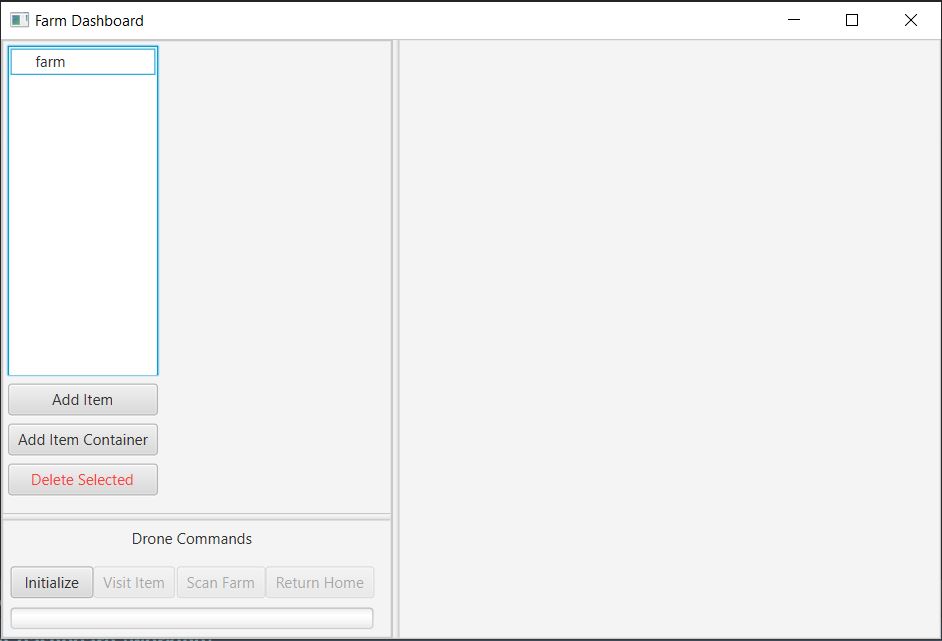 Farm Dashboard
farm
Add Item
Add Item Container
Delete Selected
Drone Commands
Initialize Visit Item Scan Farm Return Home